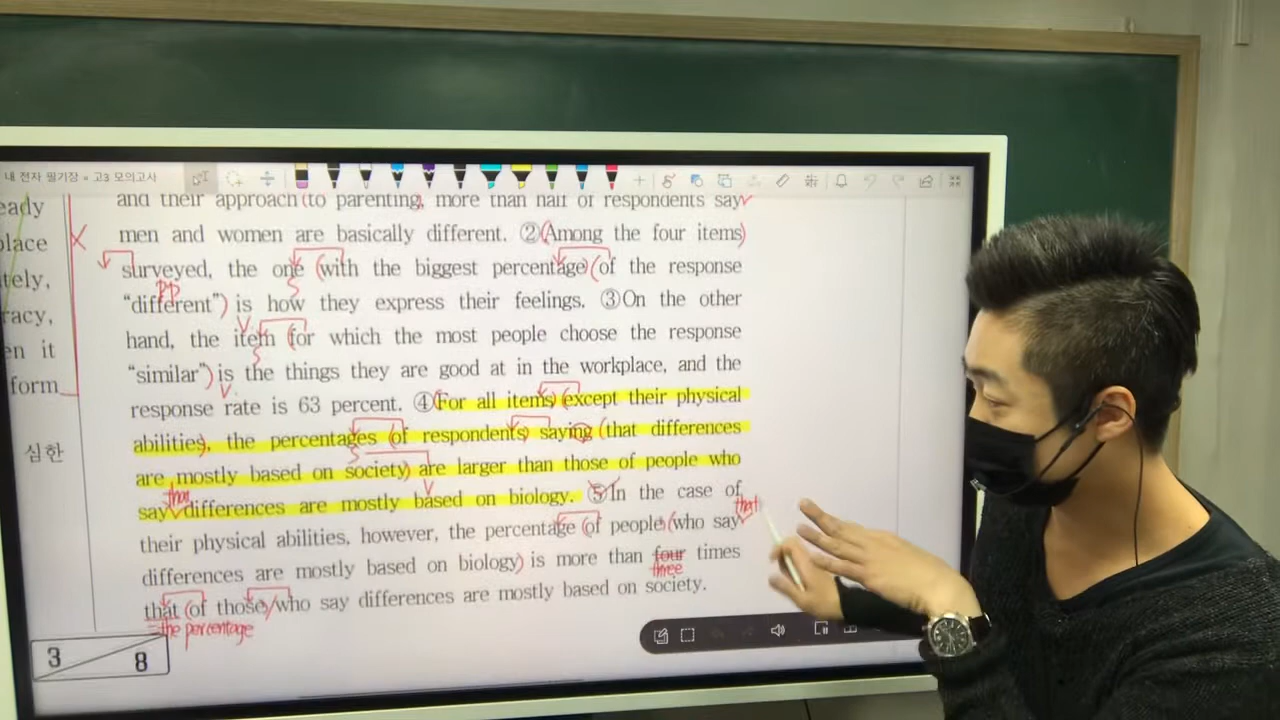 내 전자 필기장 » 고3 모의고사
and their approach to parenting, more than half of respondents say
men and women are basically different. ②Among the four items
surveyed, the one with the biggest percentage of the response
pp
"different") is how they express their feelings. ③On the other
V
hand, the item for which the most people choose the response
S
"similar") is the things they are good at in the workplace, and the
V
response rate is 63 percent. ④For all items except their physical
abilities, the percentages of respondents saying that differences
S
are mostly based on society are larger than those of people who
that
V
say differences are mostly based on biology. ⑤In the case of
that
their physical abilities, however, the percentage of people who say
differences are mostly based on biology is more than four times
three
that of those who say differences are mostly based on society.
=the percentage
eady
place
tely,
racy,
en it
form
심한
3
8